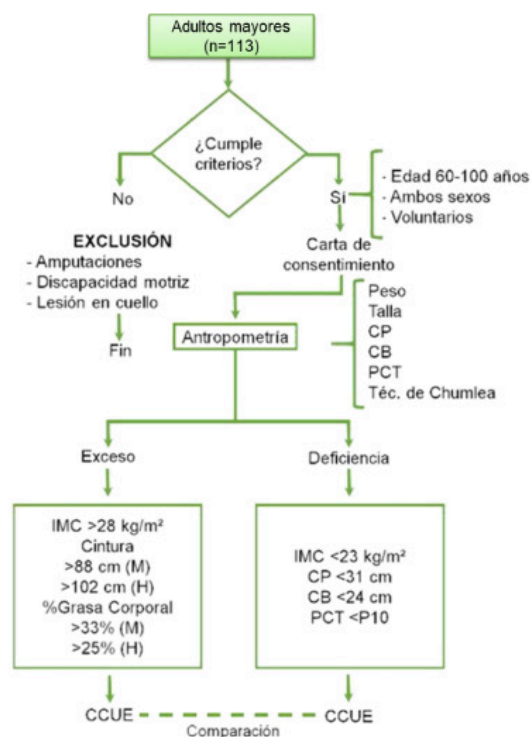 Adultos mayores
(n=113)
¿Cumple
criterios?
No
Si
- Edad 60-100 años
- Ambos sexos
- Voluntarios
EXCLUSIÓN
- Amputaciones
- Discapacidad motriz
- Lesión en cuello
Fin
Carta de
consentimiento
Antropometría
Peso
Talla
CP
CB
PCT
Téc. de Chumlea
Exceso
Deficiencia
IMC >28 kg/m²
Cintura
>88 cm (M)
>102 cm (H)
%Grasa Corporal
>33% (M)
>25% (H)
IMC <23 kg/m²
CP <31 cm
CB <24 cm
PCT <P10
CCUE
CCUE
Comparación